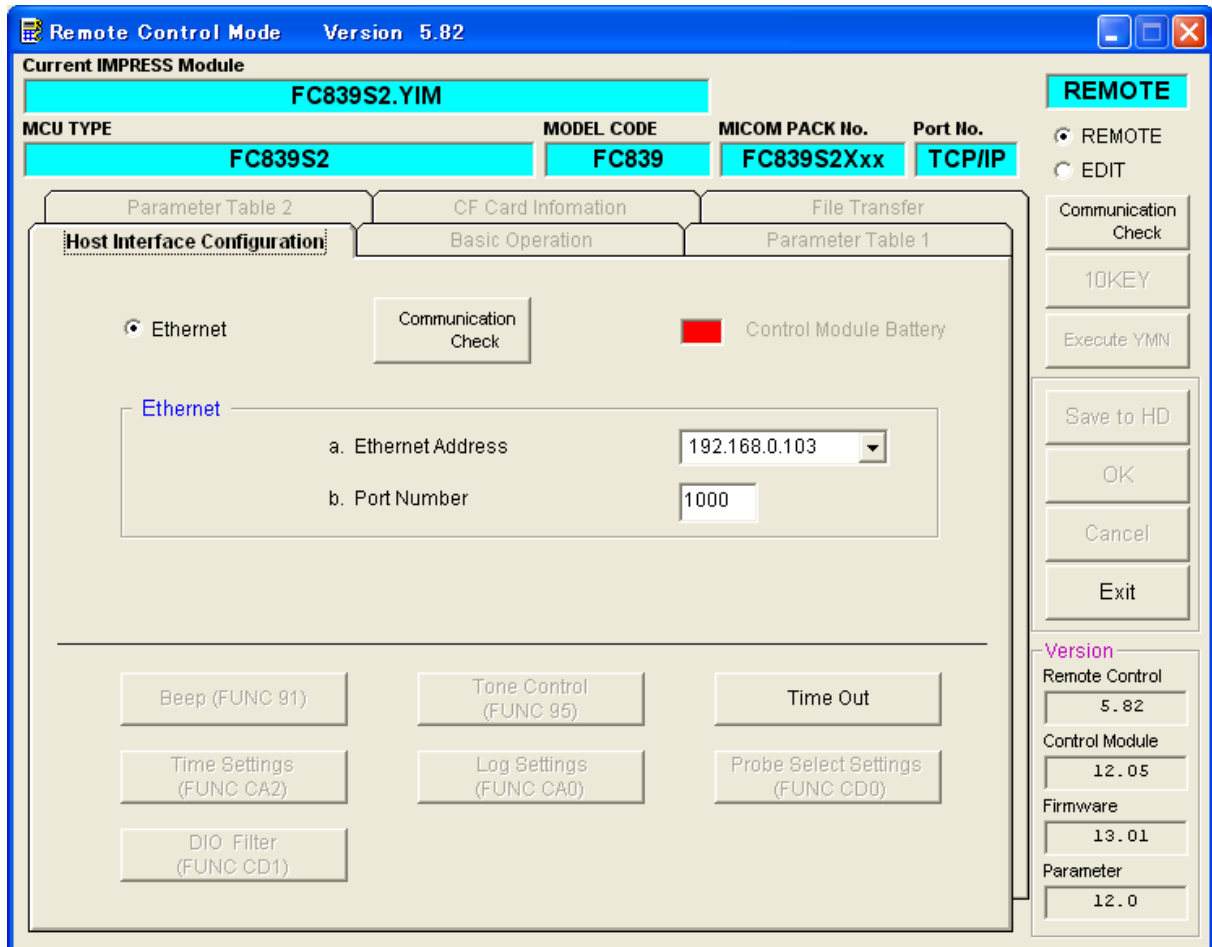 Remote Control Mode Version 5.82
Current IMPRESS Module
FC839S2.YIM
REMOTE
MCU TYPE MODEL CODE MICOM PACK No. Port No.
FC839S2 FC839 FC839S2Xxx TCP/IP
REMOTE
EDIT
Parameter Table 2 CF Card Infomation File Transfer
Host Interface Configuration Basic Operation Parameter Table 1
Communication
Check
10KEY
Execute YMN
Ethernet
Communication
Check
Control Module Battery
Ethernet
a. Ethernet Address 192.168.0.103
b. Port Number 1000
Save to HD
OK
Cancel
Exit
Beep (FUNC 91)
Tone Control
(FUNC 95)
Time Out
Time Settings
(FUNC CA2)
Log Settings
(FUNC CA0)
Probe Select Settings
(FUNC CD0)
DIO Filter
(FUNC CD1)
Version
Remote Control
5.82
Control Module
12.05
Firmware
13.01
Parameter
12.0